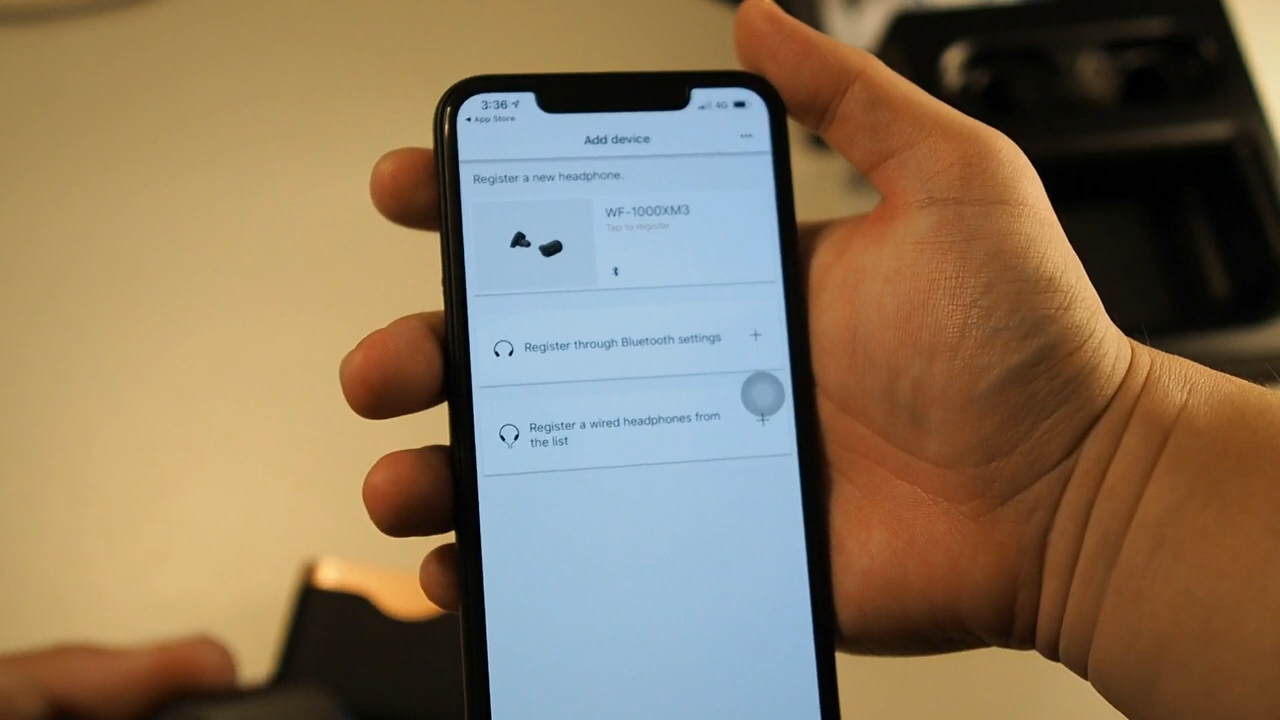 3:36
4G
◀ App Store
Add device
Register a new headphone.
WF-1000XM3
Tap to register
Register through Bluetooth settings
Register a wired headphones from
the list